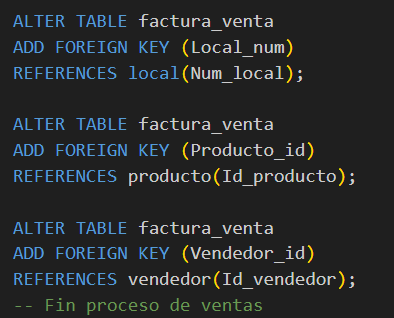 ALTER TABLE factura_venta
ADD FOREIGN KEY (Local_num)
REFERENCES local(Num_local);
ALTER TABLE factura_venta
ADD FOREIGN KEY (Producto_id)
REFERENCES producto(Id_producto);
ALTER TABLE factura_venta
ADD FOREIGN KEY (Vendedor_id)
REFERENCES vendedor(Id_vendedor);
-- Fin proceso de ventas